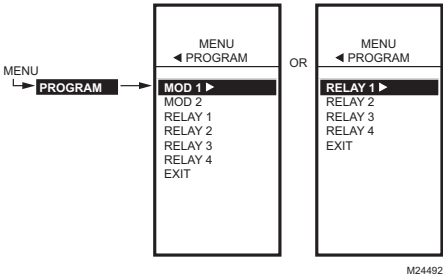 MENU
PROGRAM
MENU
◄ PROGRAM
MOD 1 ►
MOD 2
RELAY 1
RELAY 2
RELAY 3
RELAY 4
EXIT
OR
MENU
◄ PROGRAM
RELAY 1 ►
RELAY 2
RELAY 3
RELAY 4
EXIT
M24492